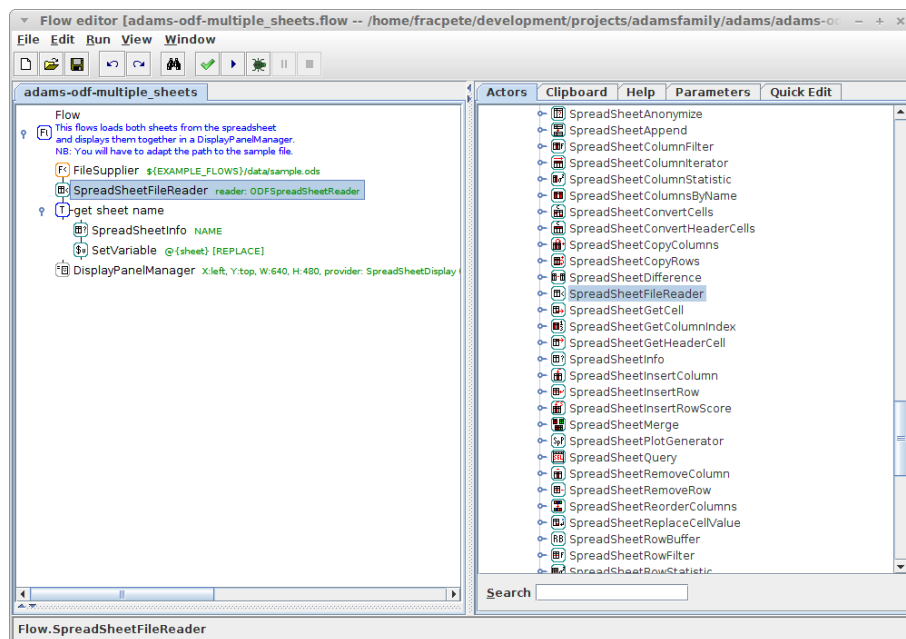 Flow editor [adams-odf-multiple_sheets.flow -- /home/fracpete/development/projects/adamsfamily/adams/adams-o
File Edit Run View Window
adams-odf-multiple_sheets
Flow
This flows loads both sheets from the spreadsheet
and displays them together in a DisplayPanelManager.
NB: You will have to adapt the path to the sample file.
FileSupplier ${EXAMPLE_FLOWS}/data/sample.ods
SpreadSheetFileReader reader: ODFSpreadSheetReader
get sheet name
SpreadSheetInfo NAME
SetVariable @{sheet} [REPLACE]
DisplayPanelManager X:left, Y:top, W:640, H:480, provider: SpreadSheetDisplay
Actors Clipboard Help Parameters Quick Edit
SpreadSheetAnonymize
SpreadSheetAppend
SpreadSheetColumnFilter
SpreadSheetColumnIterator
SpreadSheetColumnStatistic
SpreadSheetColumnsByName
SpreadSheetConvertCells
SpreadSheetConvertHeaderCells
SpreadSheetCopyColumns
SpreadSheetCopyRows
SpreadSheetDifference
SpreadSheetFileReader
SpreadSheetGetCell
SpreadSheetGetColumnIndex
SpreadSheetGetHeaderCell
SpreadSheetInfo
SpreadSheetInsertColumn
SpreadSheetInsertRow
SpreadSheetInsertRowScore
SpreadSheetMerge
SpreadSheetPlotGenerator
SpreadSheetQuery
SpreadSheetRemoveColumn
SpreadSheetRemoveRow
SpreadSheetReorderColumns
SpreadSheetReplaceCellValue
SpreadSheetRowBuffer
SpreadSheetRowFilter
SpreadSheetRowStatistic
Search
Flow.SpreadSheetFileReader